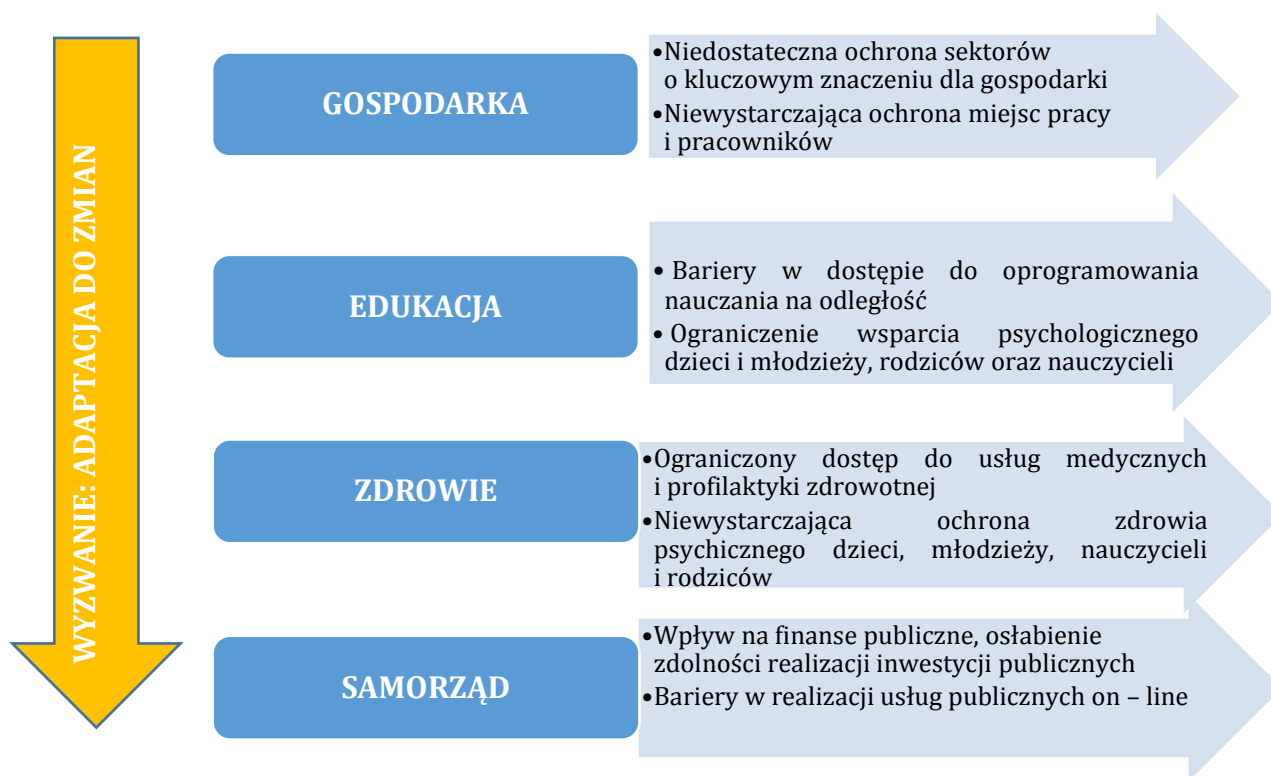 WYZWANIE: ADAPTACJA DO ZMIAN
GOSPODARKA
•Niedostateczna ochrona sektorów
o kluczowym znaczeniu dla gospodarki
•Niewystarczająca ochrona miejsc pracy
i pracowników
EDUKACJA
• Bariery w dostępie do oprogramowania
nauczania na odległość
• Ograniczenie wsparcia psychologicznego
dzieci i młodzieży, rodziców oraz nauczycieli
ZDROWIE
•Ograniczony dostęp do usług medycznych
i profilaktyki zdrowotnej
•Niewystarczająca ochrona zdrowia
psychicznego dzieci, młodzieży, nauczycieli
i rodziców
SAMORZĄD
•Wpływ na finanse publiczne, osłabienie
zdolności realizacji inwestycji publicznych
•Bariery w realizacji usług publicznych on – line